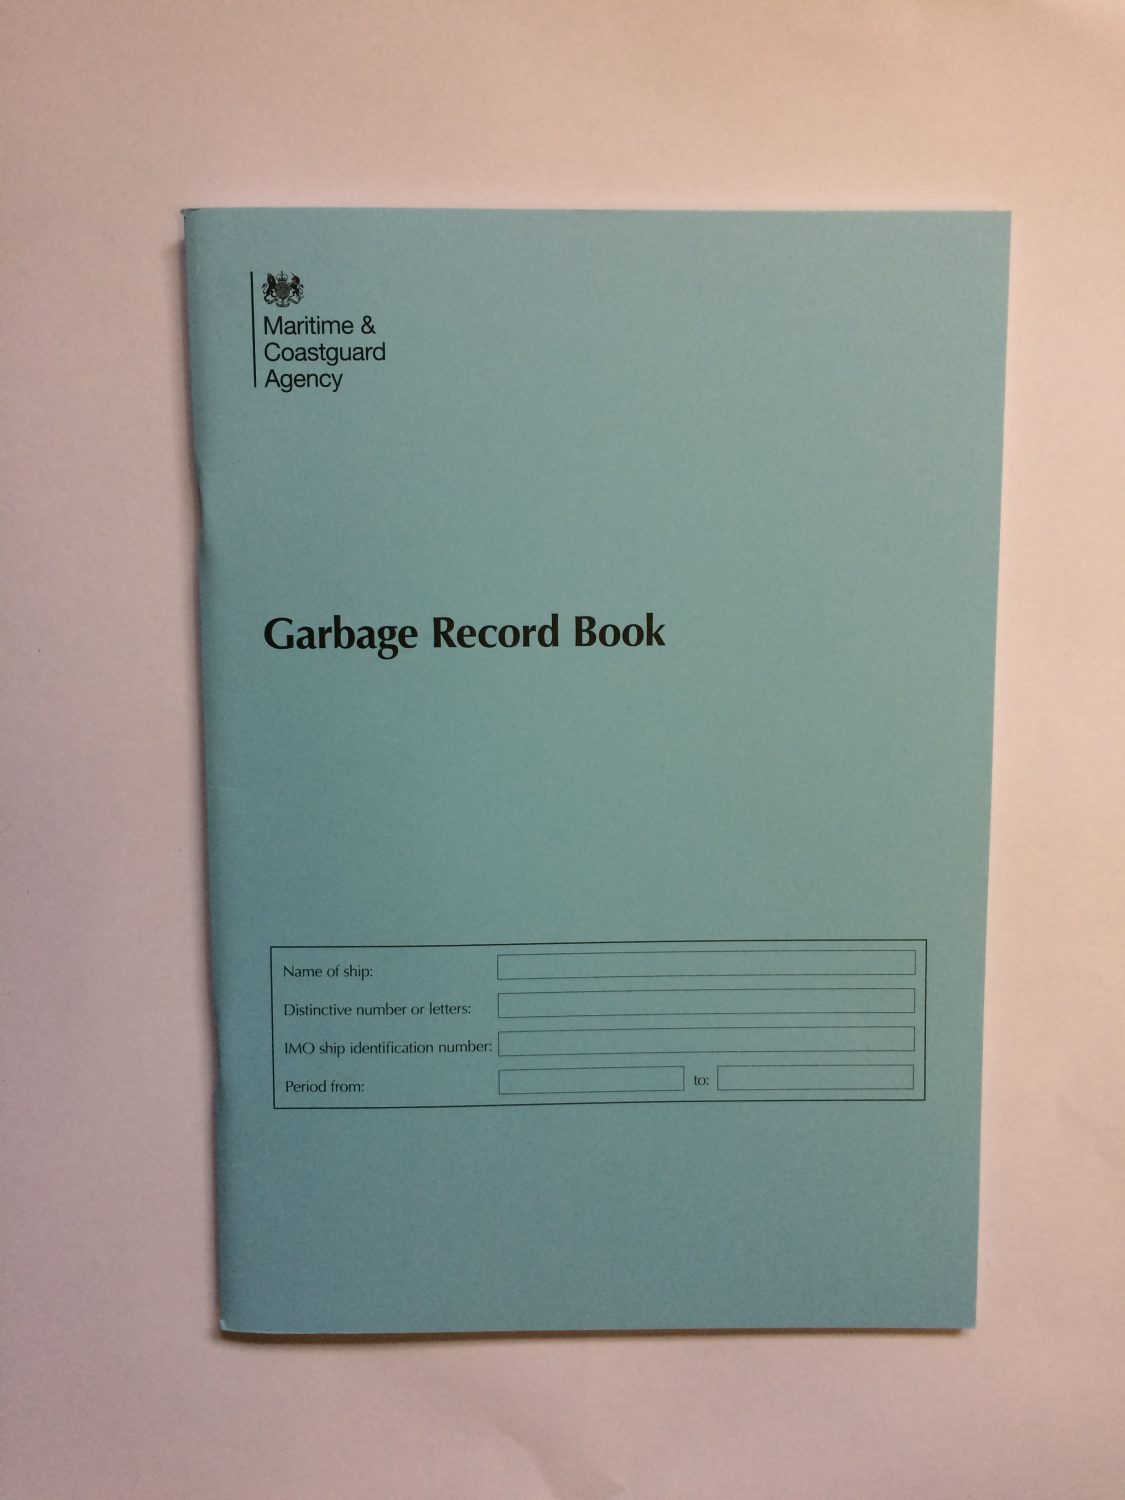 Maritime &
Coastguard
Agency
Garbage Record Book
Name of ship:
Distinctive number or letters:
IMO ship identification number:
Period from: to: